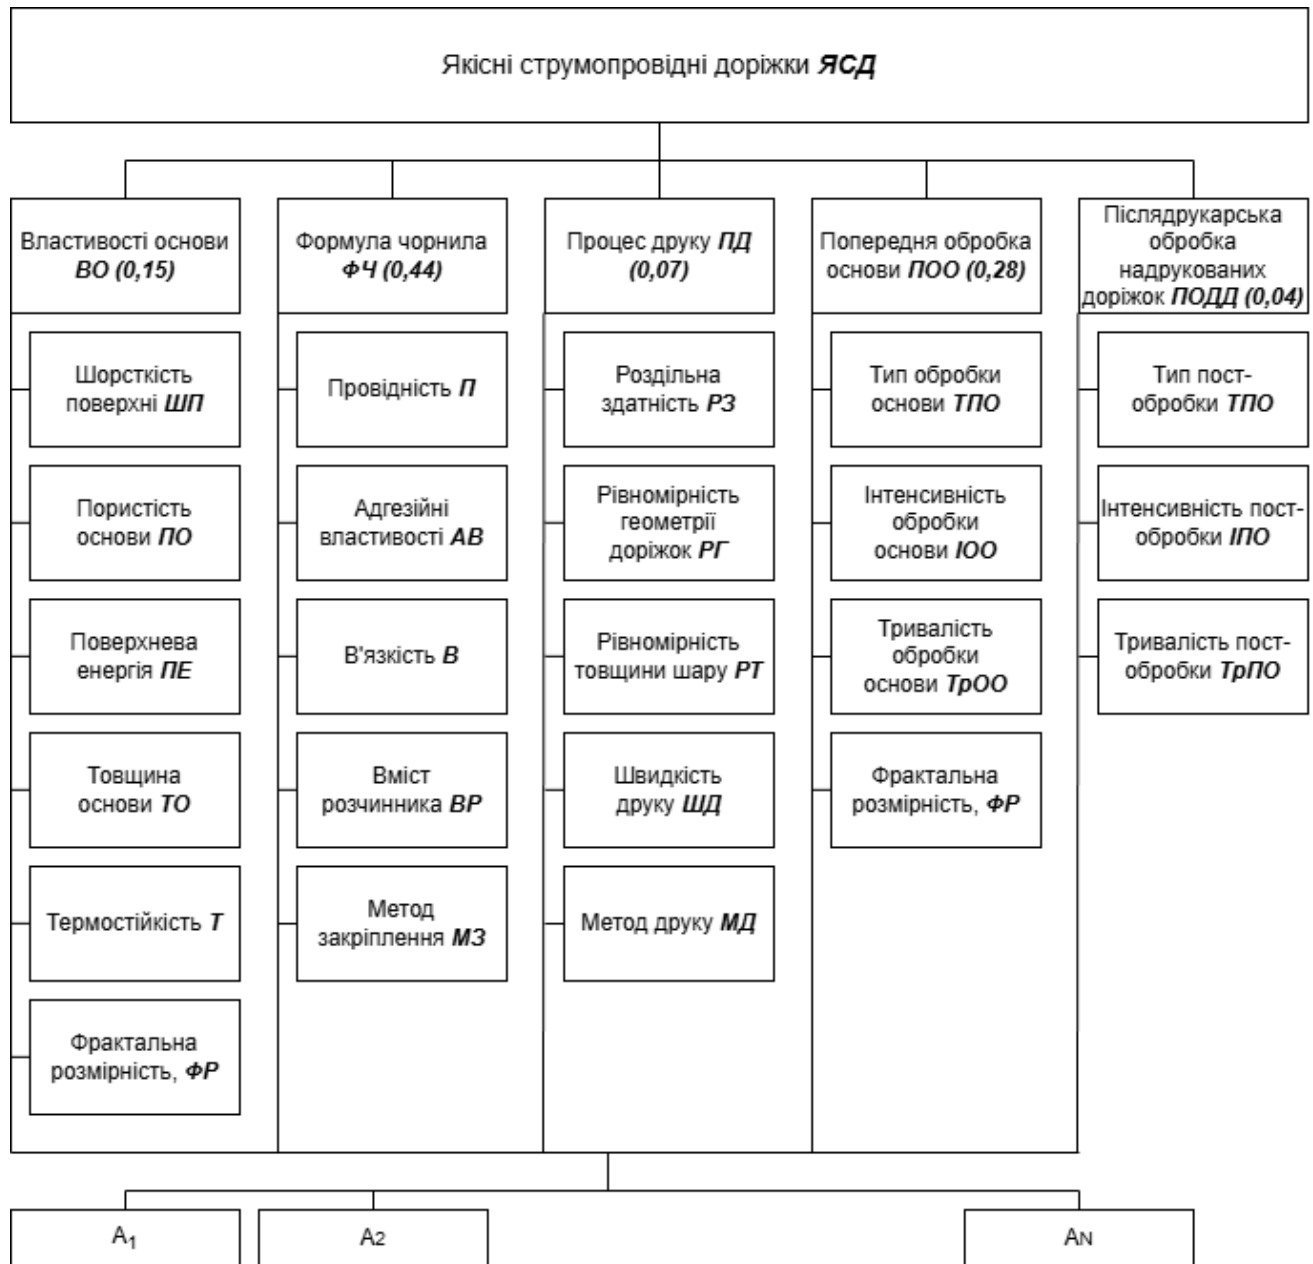 Якісні струмопровідні доріжки ЯСД
Властивості основи
ВО (0,15)
Формула чорнила
ФЧ (0,44)
Процес друку ПД
(0,07)
Попередня обробка
основи ПОО (0,28)
Післядрукарська
обробка
надрукованих
доріжок ПОДД (0,04)
Шорсткість
поверхні ШП
Пористість
основи ПО
Поверхнева
енергія ПЕ
Товщина
основи ТО
Термостійкість Т
Фрактальна
розмірність, ФР
Провідність П
Адгезійні
властивості АВ
В'язкість В
Вміст
розчинника ВР
Метод
закріплення МЗ
Роздільна
здатність РЗ
Рівномірність
геометрії
доріжок РГ
Рівномірність
товщини шару РТ
Швидкість
друку ШД
Метод друку МД
Тип обробки
основи ТПО
Інтенсивність
обробки
основи ІОО
Тривалість
обробки
основи ТрОО
Фрактальна
розмірність, ФР
Тип пост-
обробки ТПО
Інтенсивність пост-
обробки ІПО
Тривалість пост-
обробки ТрПО
A1
A2
AN